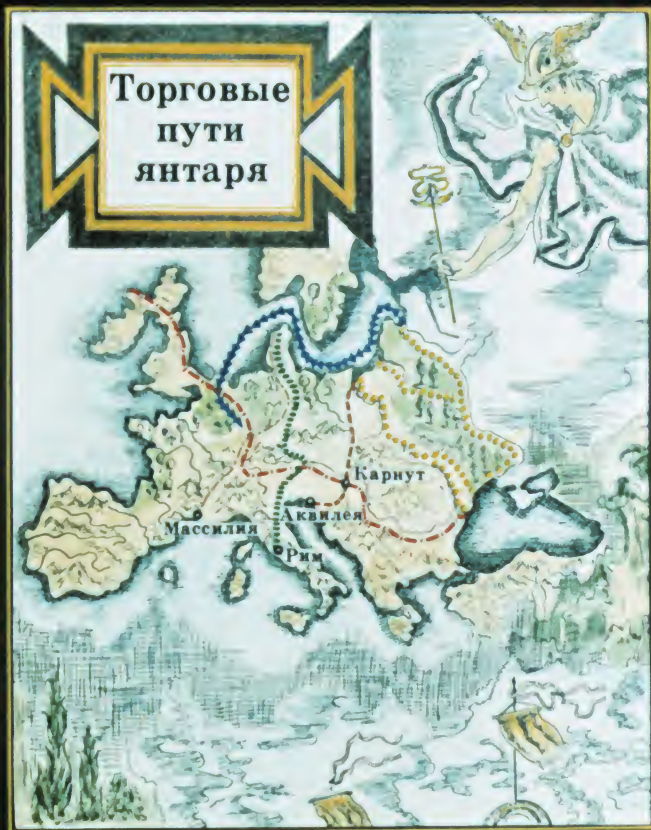 Торговые
пути
янтаря
Карнут
Массилия
Аквилея
Рим